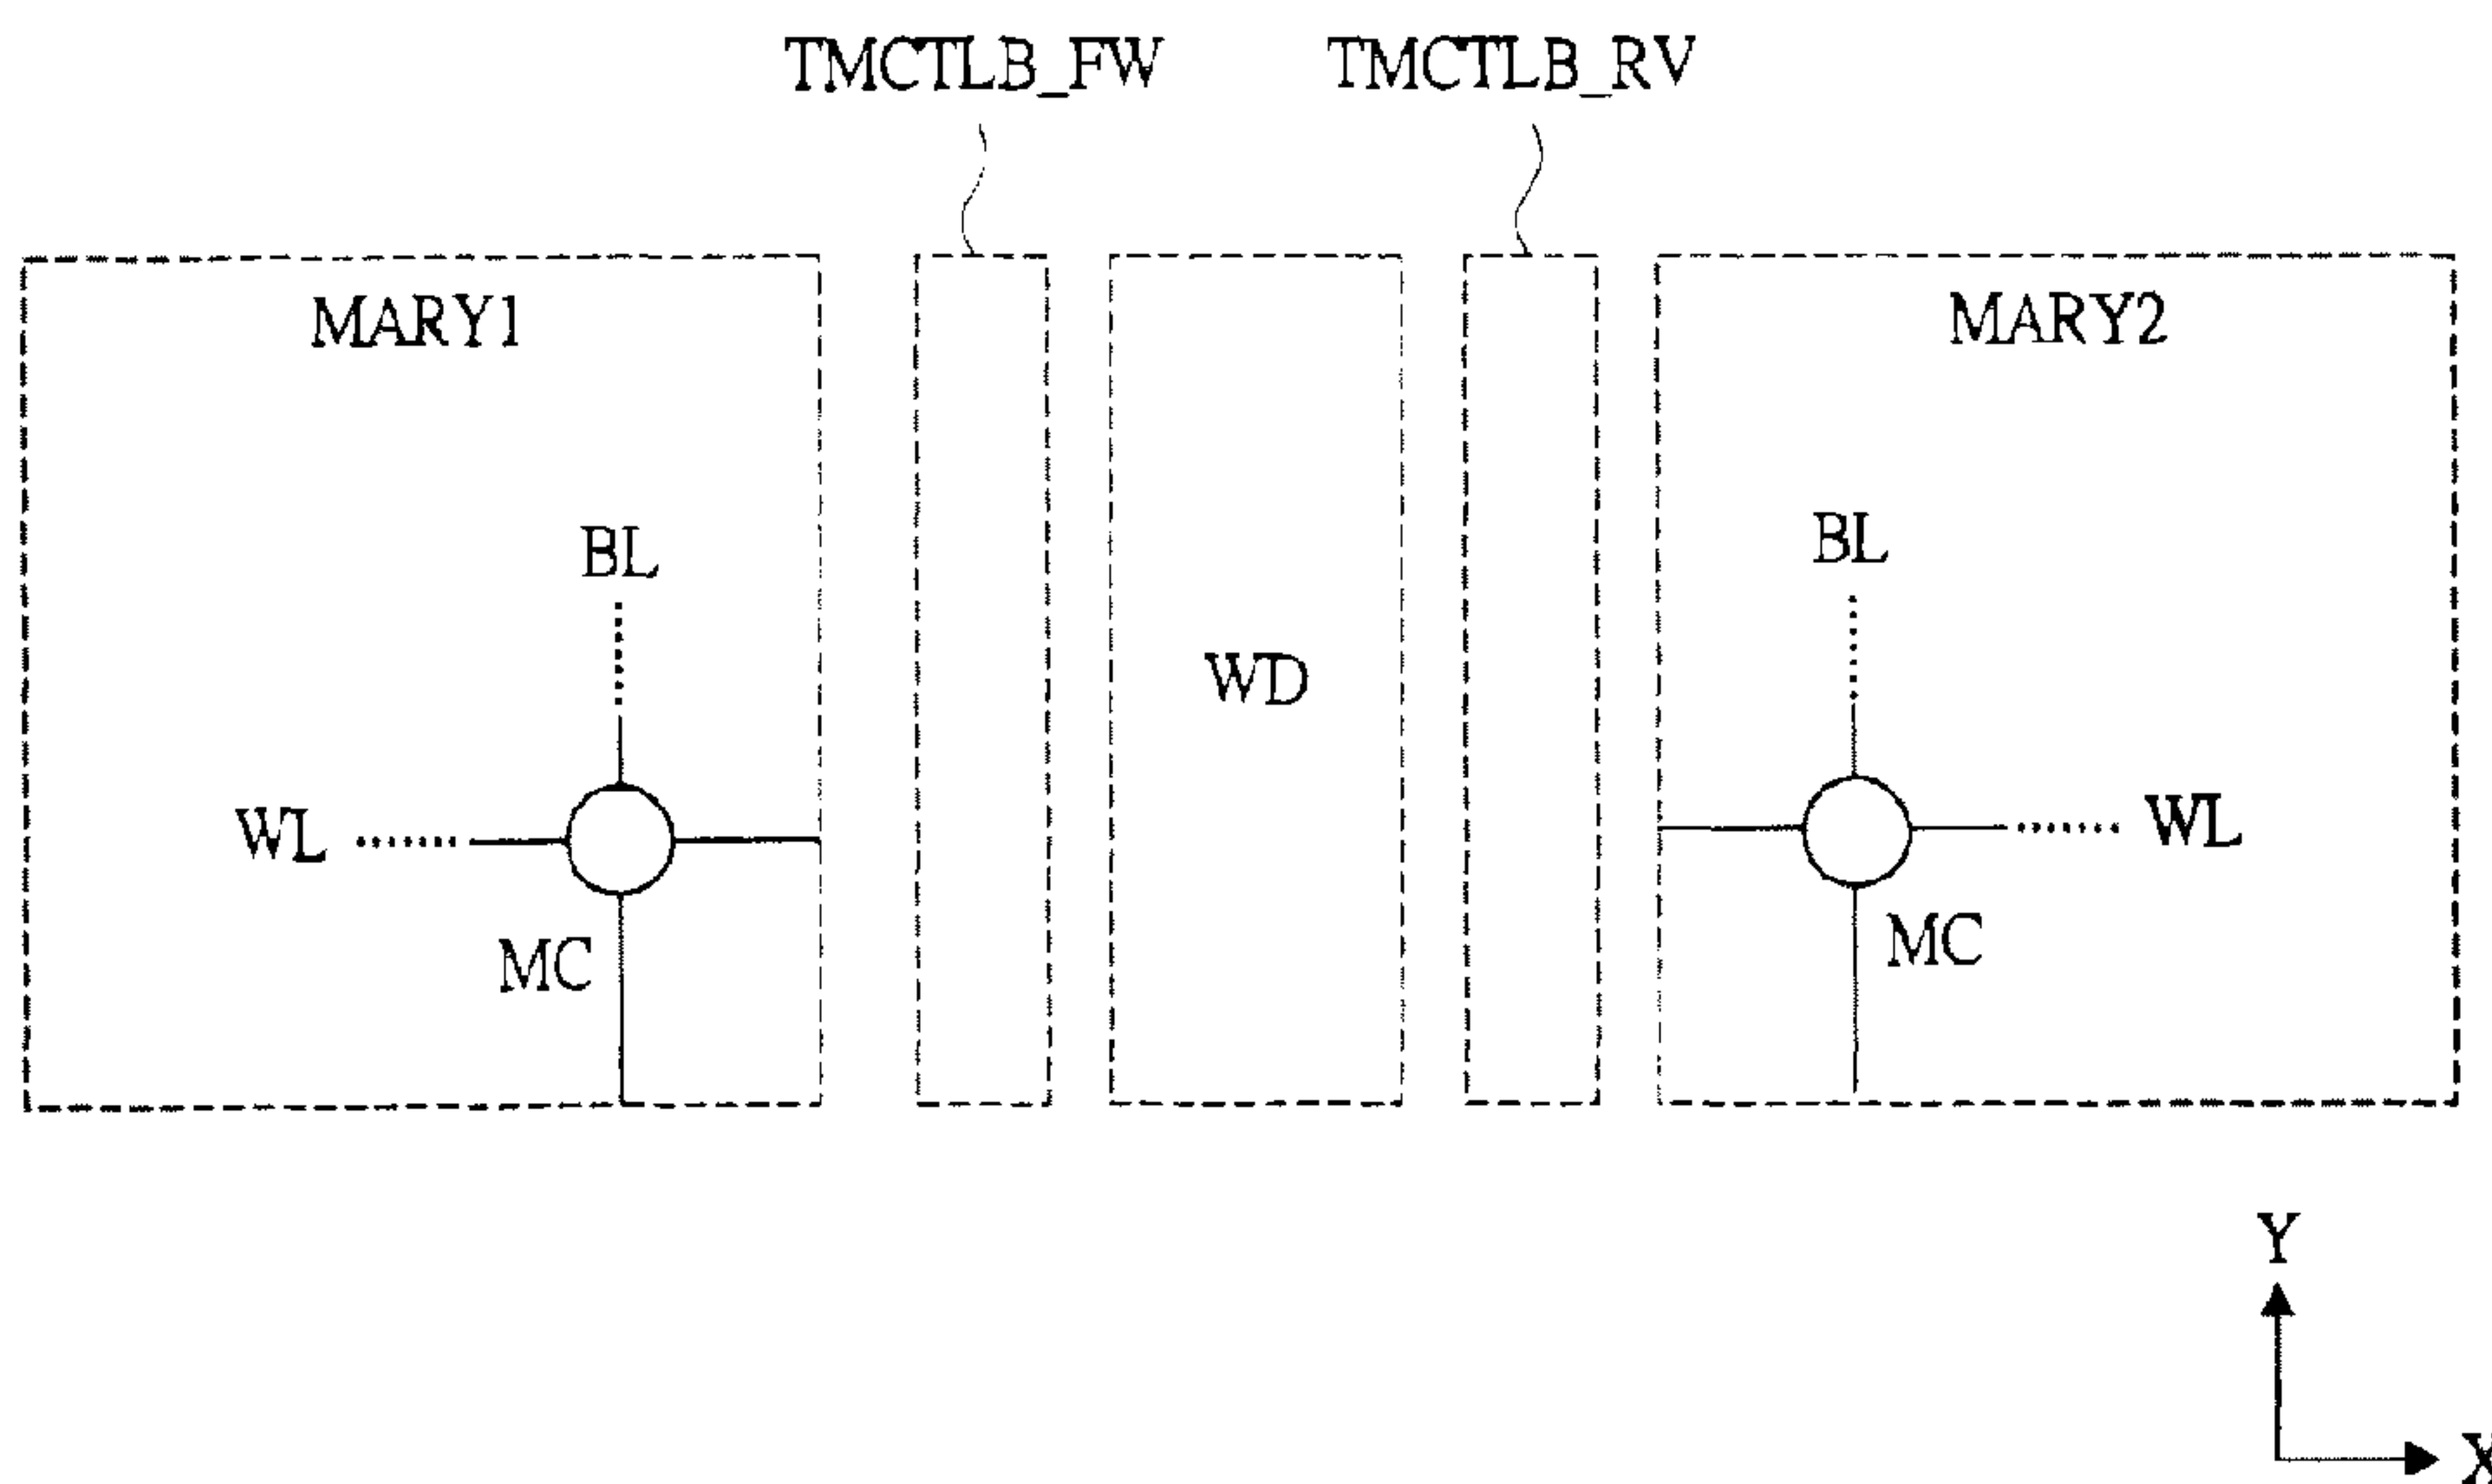 TMCTLB_FW TMCTLB_RV
MARY1 MARY2
BL BL
WD
WL WL
MC MC
Y
X